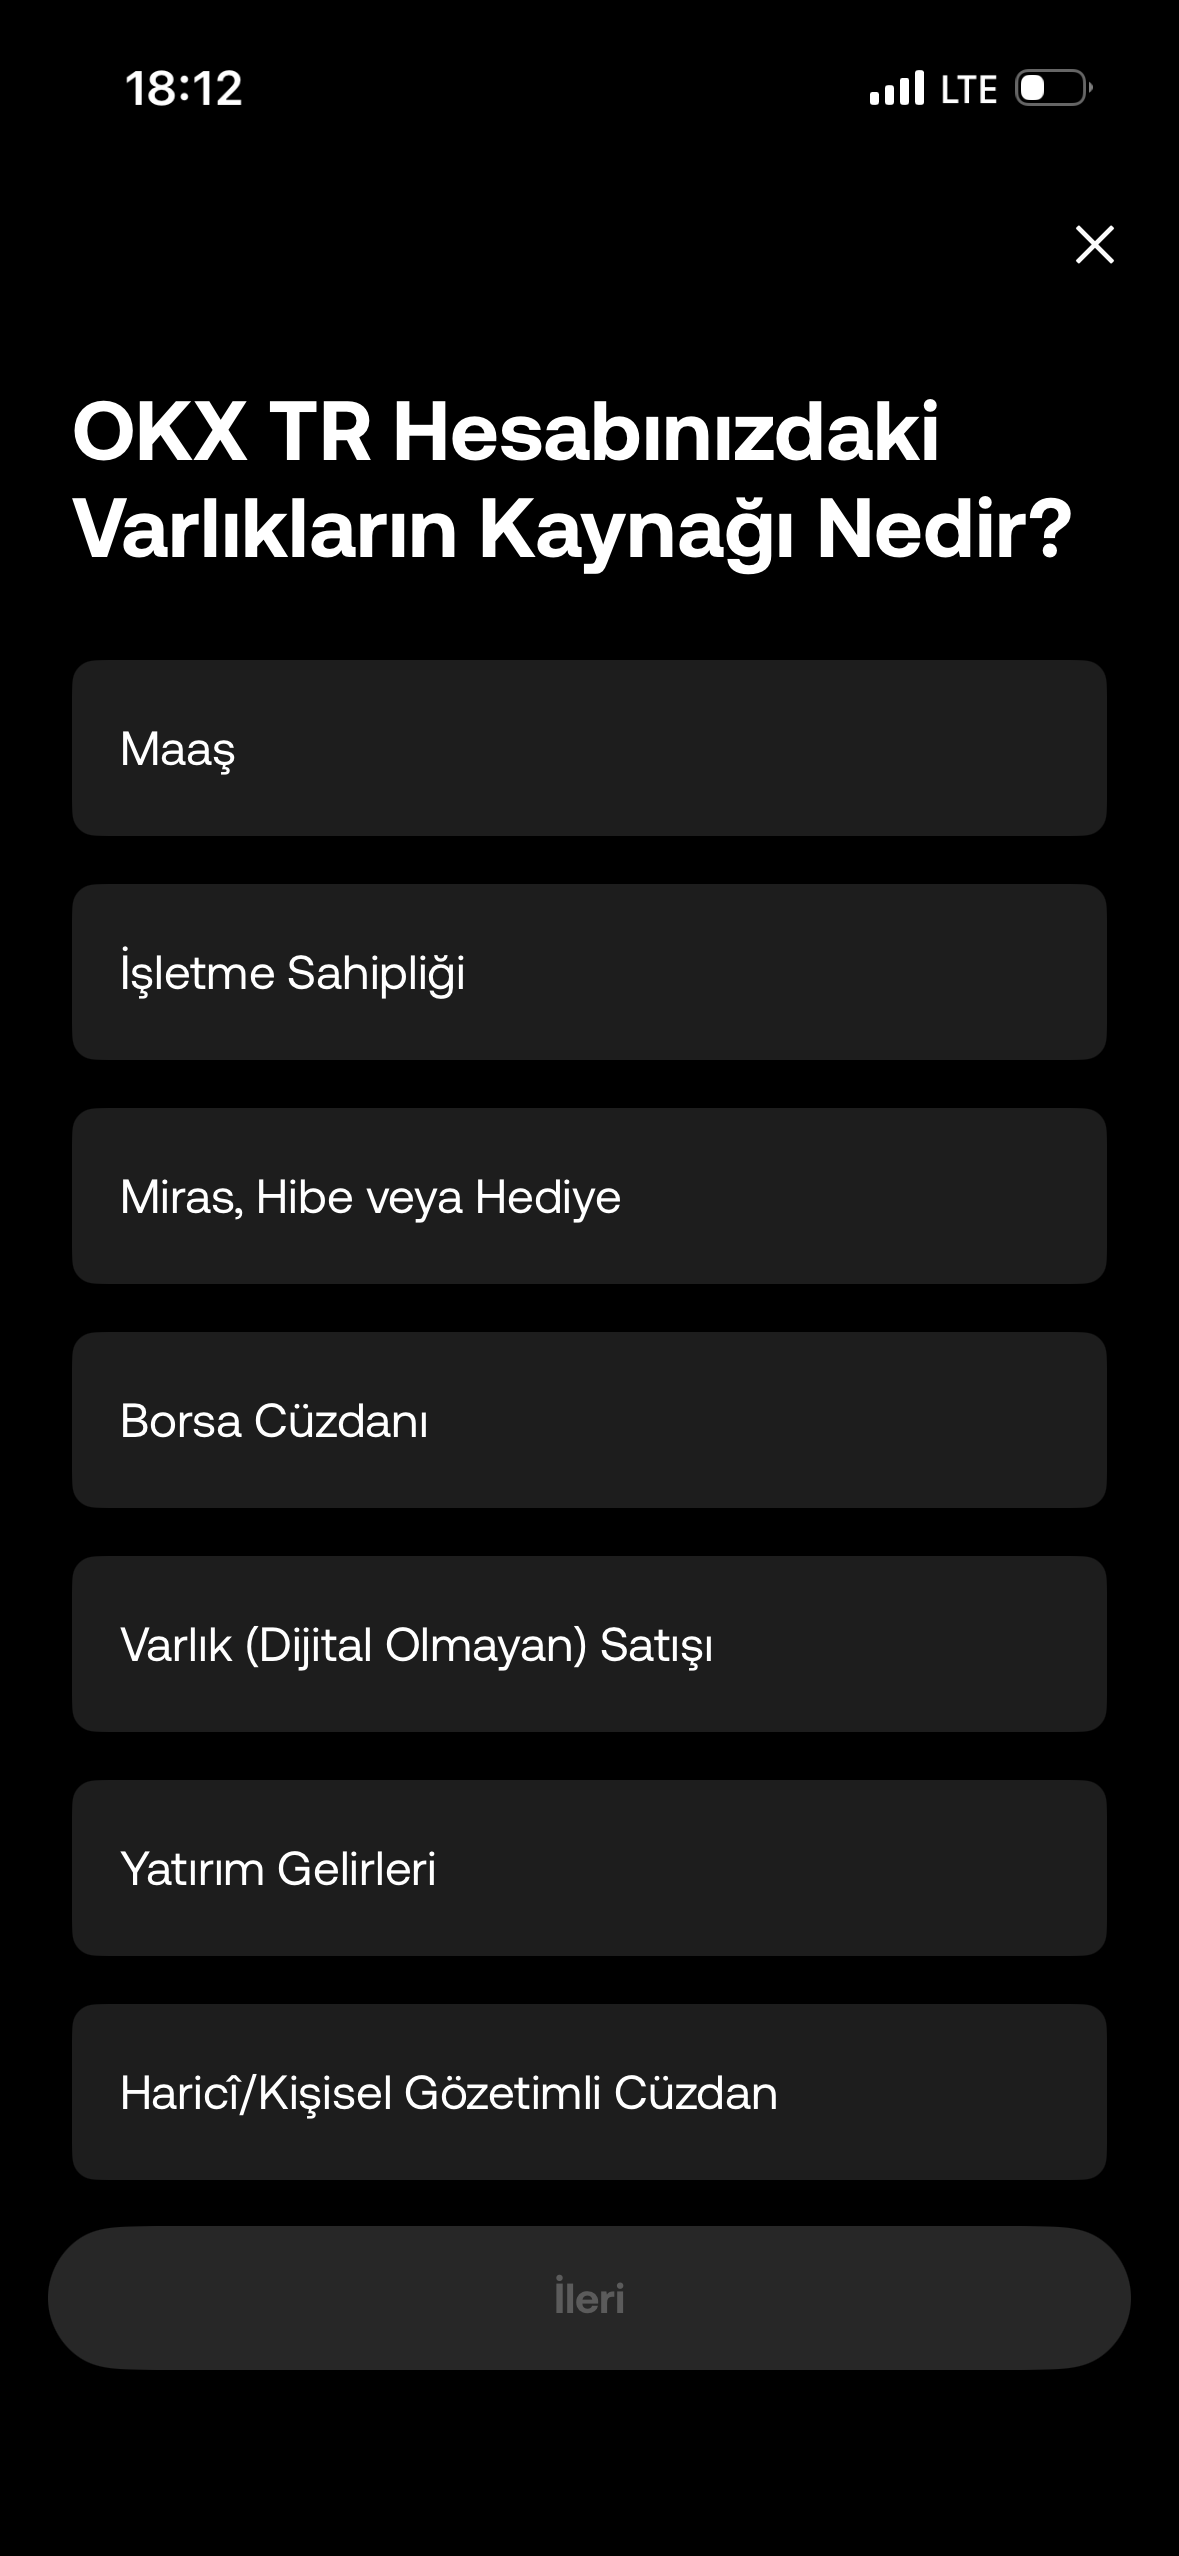 18:12
LTE
OKX TR Hesabınızdaki
Varlıkların Kaynağı Nedir?
Maaş
İşletme Sahipliği
Miras, Hibe veya Hediye
Borsa Cüzdanı
Varlık (Dijital Olmayan) Satışı
Yatırım Gelirleri
Haricî/Kişisel Gözetimli Cüzdan
İleri